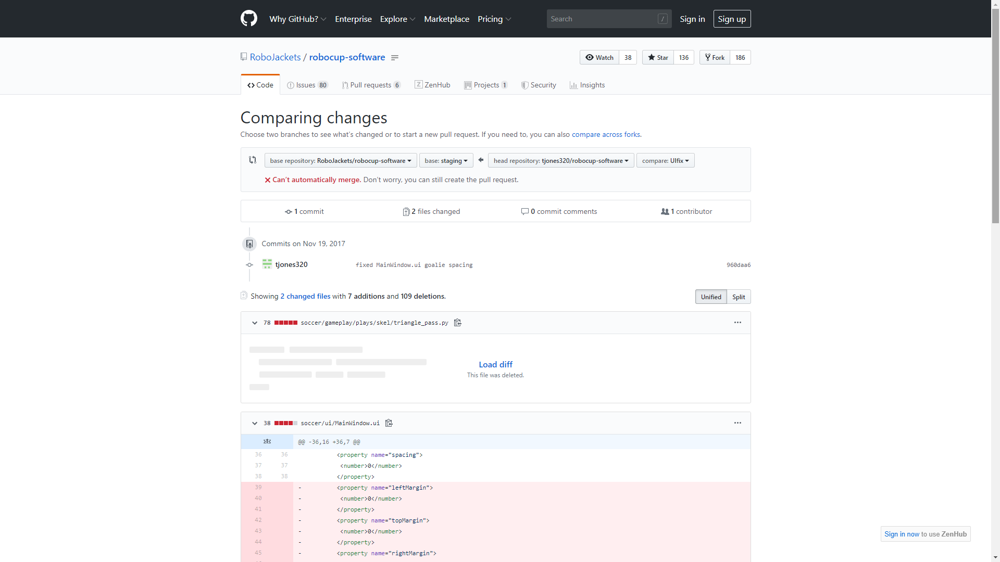 Why GitHub? Enterprise Explore Marketplace Pricing Search / Sign in Sign up
RoboJackets / robocup-software Watch 38 Star 136 Fork 186
Code Issues 80 Pull requests 6 ZenHub Projects 1 Security Insights
Comparing changes
Choose two branches to see what's changed or to start a new pull request. If you need to, you can also compare across forks.
base repository: RoboJackets/robocup-software base: staging head repository: tjones320/robocup-software compare: UIfix
Can't automatically merge. Don't worry, you can still create the pull request.
1 commit 2 files changed 0 commit comments 1 contributor
Commits on Nov 19, 2017
tjones320 fixed MainWindow.ui goalie spacing 960daa6
Showing 2 changed files with 7 additions and 109 deletions. Unified Split
78 soccer/gameplay/plays/skel/triangle_pass.py
Load diff
This file was deleted.
38 soccer/ui/MainWindow.ui
@@ -36,16 +36,7 @@
36 36 <property name="spacing">
37 37 <number>0</number>
38 38 </property>
39 - <property name="leftMargin">
40 - <number>0</number>
41 - </property>
42 - <property name="topMargin">
43 - <number>0</number>
44 - </property>
45 - <property name="rightMargin">
Sign in now to use ZenHub